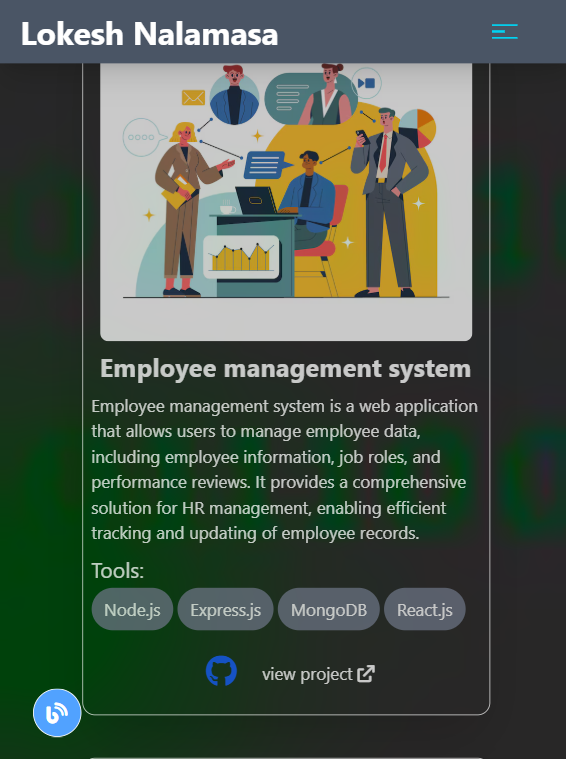 Lokesh Nalamasa
Employee management system
Employee management system is a web application
that allows users to manage employee data,
including employee information, job roles, and
performance reviews. It provides a comprehensive
solution for HR management, enabling efficient
tracking and updating of employee records.
Tools:
Node.js Express.js MongoDB React.js
view project